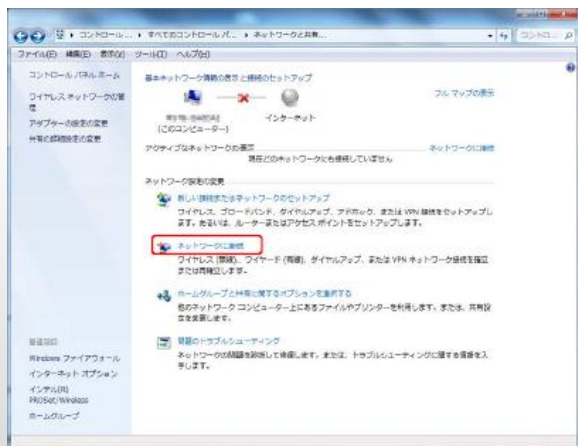 コントロール... ▸ すべてのコントロール パ... ▸ ネットワークと共有...
ファイル(F) 編集(E) 表示(V) ツール(T) ヘルプ(H)
コントロール パネル ホーム
ワイヤレス ネットワークの管理
アダプターの設定の変更
共有の詳細設定の変更
基本ネットワーク情報の表示と接続のセットアップ
フル マップの表示
(このコンピューター)
インターネット
アクティブなネットワークの表示
ネットワークに接続
現在どのネットワークにも接続していません
ネットワーク設定の変更
新しい接続またはネットワークのセットアップ
ワイヤレス、ブロードバンド、ダイヤルアップ、アドホック、または VPN 接続をセットアップし
ます。あるいは、ルーターまたはアクセス ポイントをセットアップします。
ネットワークに接続
ワイヤレス (無線)、ワイヤード (有線)、ダイヤルアップ、または VPN ネットワーク接続を確立
または再確立します。
ホームグループと共有に関するオプションを選択する
他のネットワーク コンピューター上にあるファイルやプリンターを利用します。または、共有設
定を変更します。
問題のトラブルシューティング
ネットワークの問題を診断して修復します。または、トラブルシューティングに関する情報を入
手します。
関連項目
Windows ファイアウォール
インターネット オプション
インテル(R)
PROSet/Wireless
ホームグループ